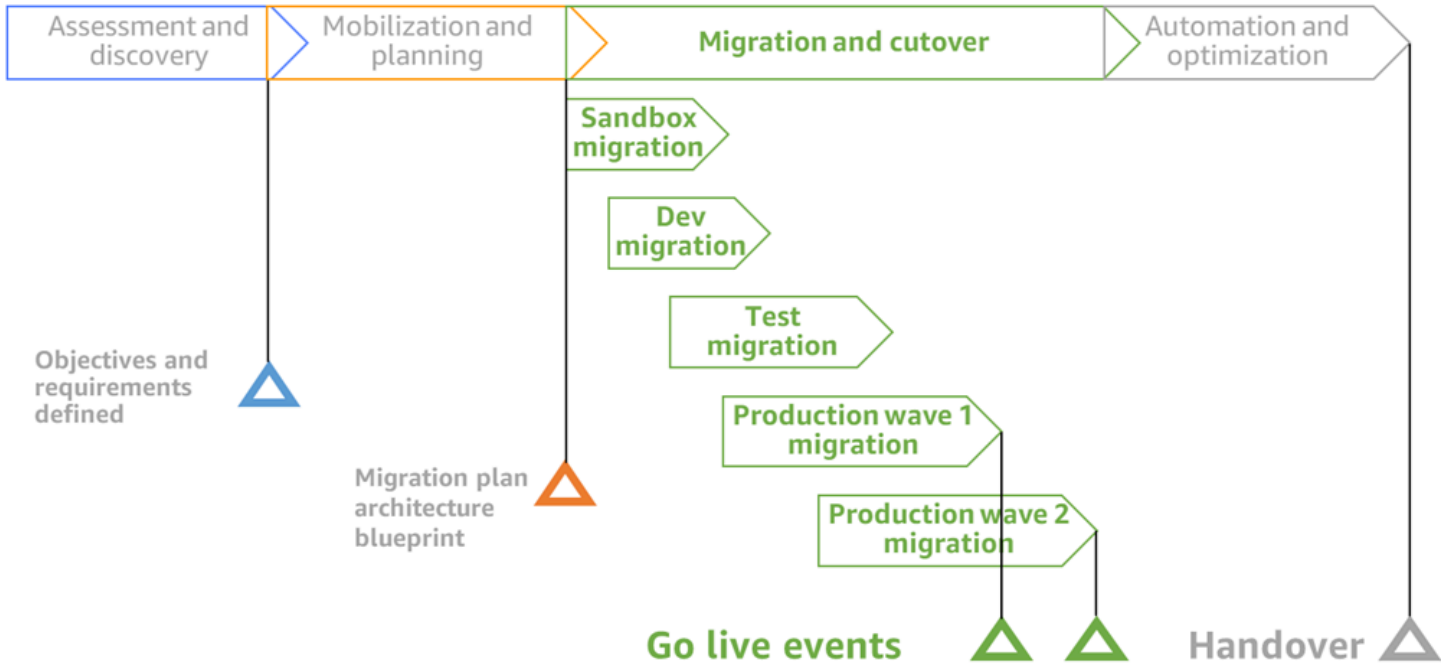 Assessment and
discovery
Mobilization and
planning
Migration and cutover
Automation and
optimization
Sandbox
migration
Dev
migration
Test
migration
Objectives and
requirements
defined
Production wave 1
migration
Migration plan
architecture
blueprint
Production wave 2
migration
Go live events
Handover